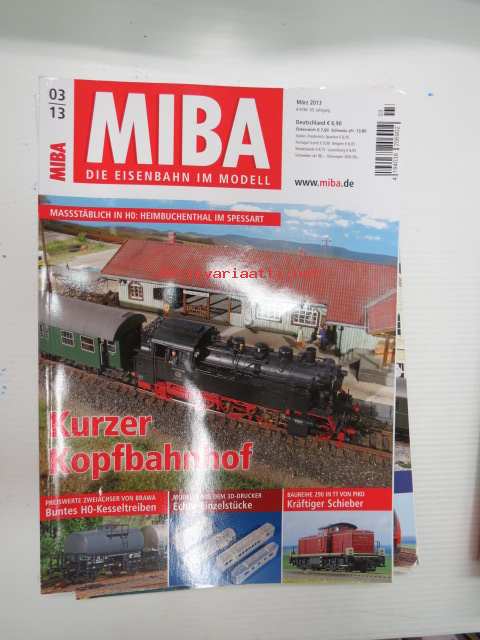 03
13
MIBA
MIBA
DIE EISENBAHN IM MODELL
März 2013
Deutschland € 6,90
www.miba.de
MASSSTÄBLICH IN H0: HEIMBUCHENTHAL IM SPESSART
Kurzer
Kopfbahnhof
PREISWERTE ZWEIACHSER VON BRAWA
Buntes H0-Kesseltreiben
MODELLE AUS DEM 3D-DRUCKER
Echte Einzelstücke
BAUREIHE 290 IN TT VON PIKO
Kräftiger Schieber